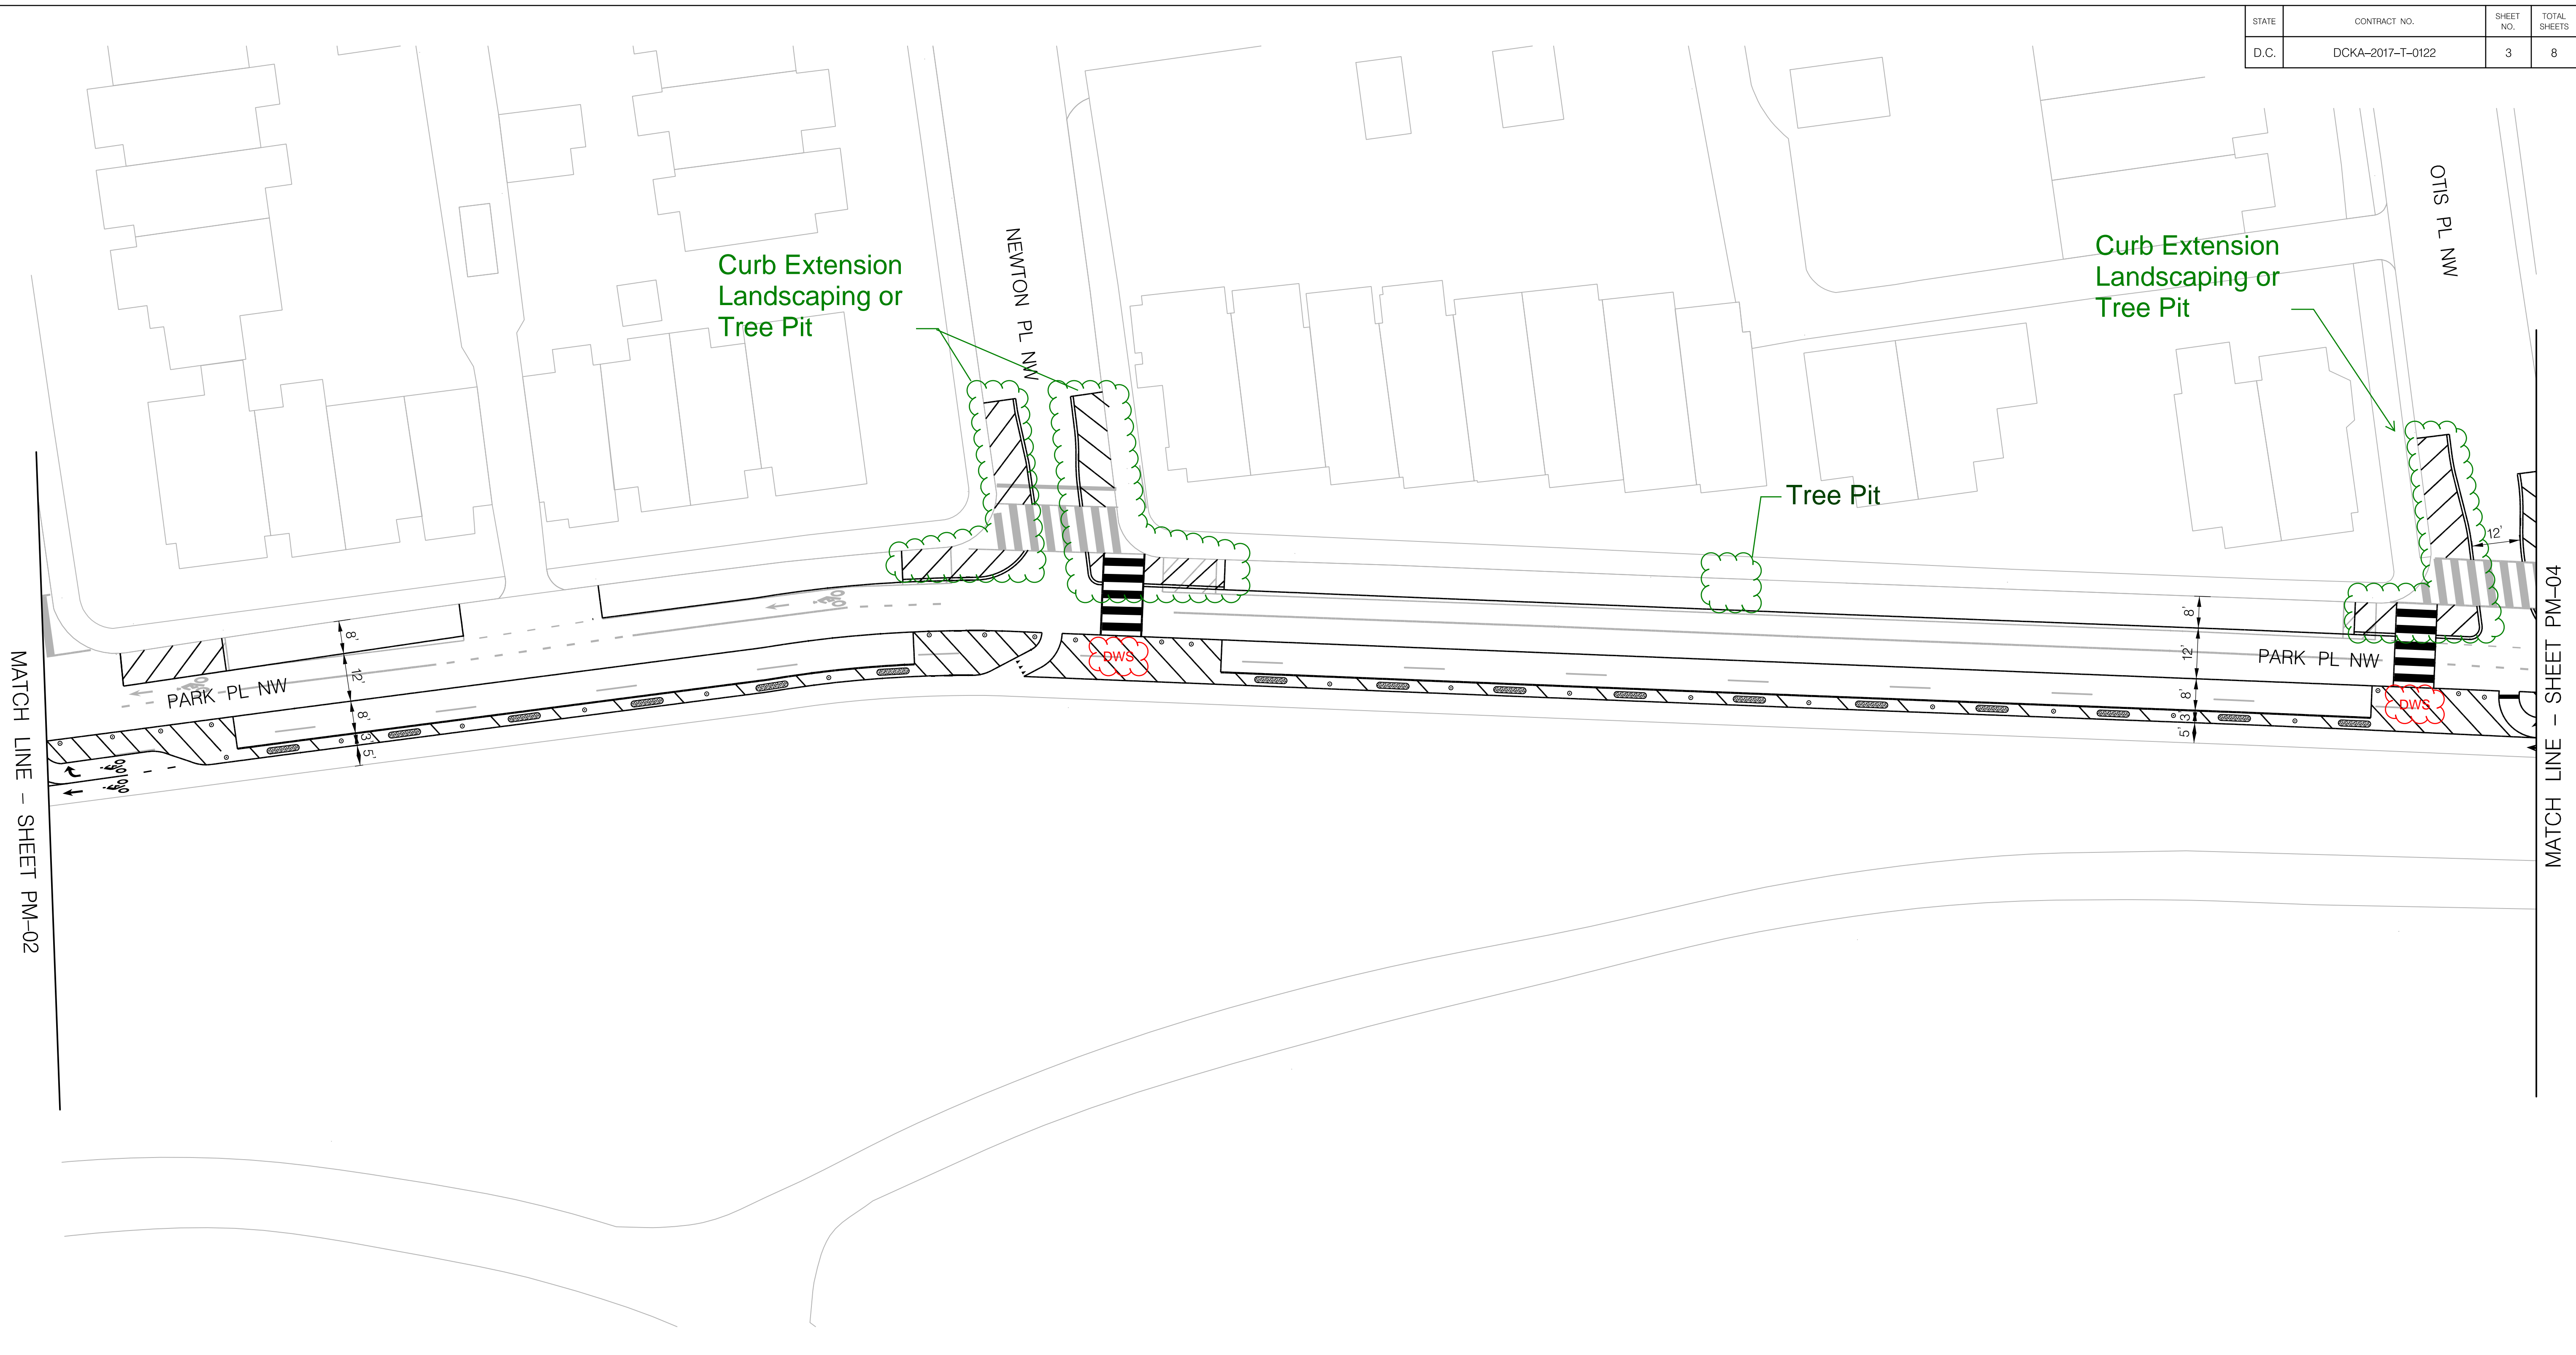 STATE
CONTRACT NO.
SHEET NO.
TOTAL SHEETS
D.C.
DCKA-2017-T-0122
3
8
OTIS PL NW
NEWTON PL NW
Curb Extension
Landscaping or
Tree Pit
Curb Extension
Landscaping or
Tree Pit
Tree Pit
12'
8'
12'
8'
3'
5'
PARK PL NW
DWS
8'
12'
8'
3'
5'
PARK PL NW
DWS
MATCH LINE - SHEET PM-02
MATCH LINE - SHEET PM-04